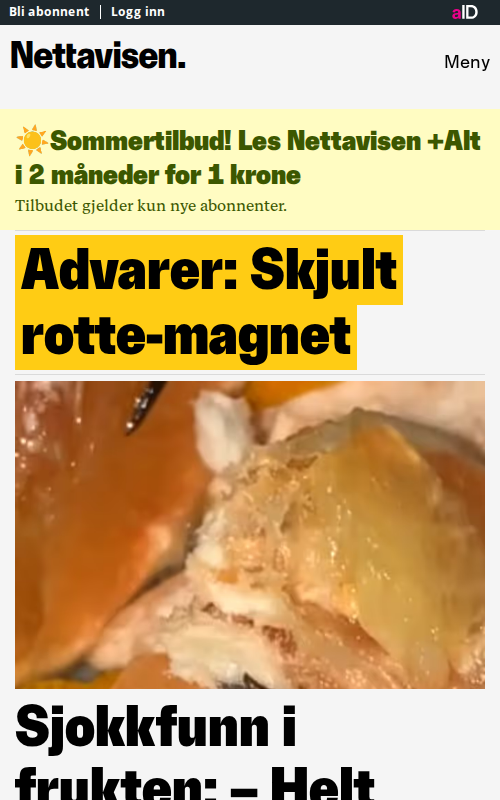 Bli abonnent
Logg inn
aID
Nettavisen.
Meny
☀️Sommertilbud! Les Nettavisen +Alt
i 2 måneder for 1 krone
Tilbudet gjelder kun nye abonnenter.
Advarer: Skjult
rotte-magnet
Sjokkfunn i
frukten: – Helt